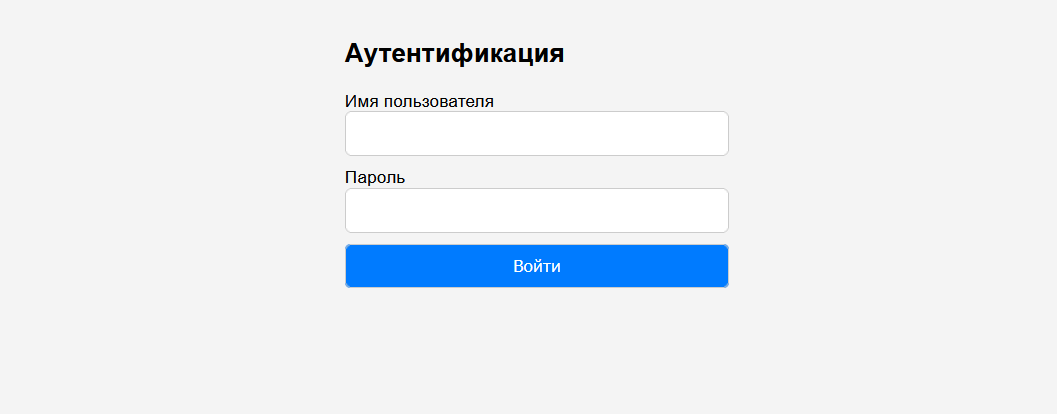 Аутентификация
Имя пользователя
Пароль
Войти